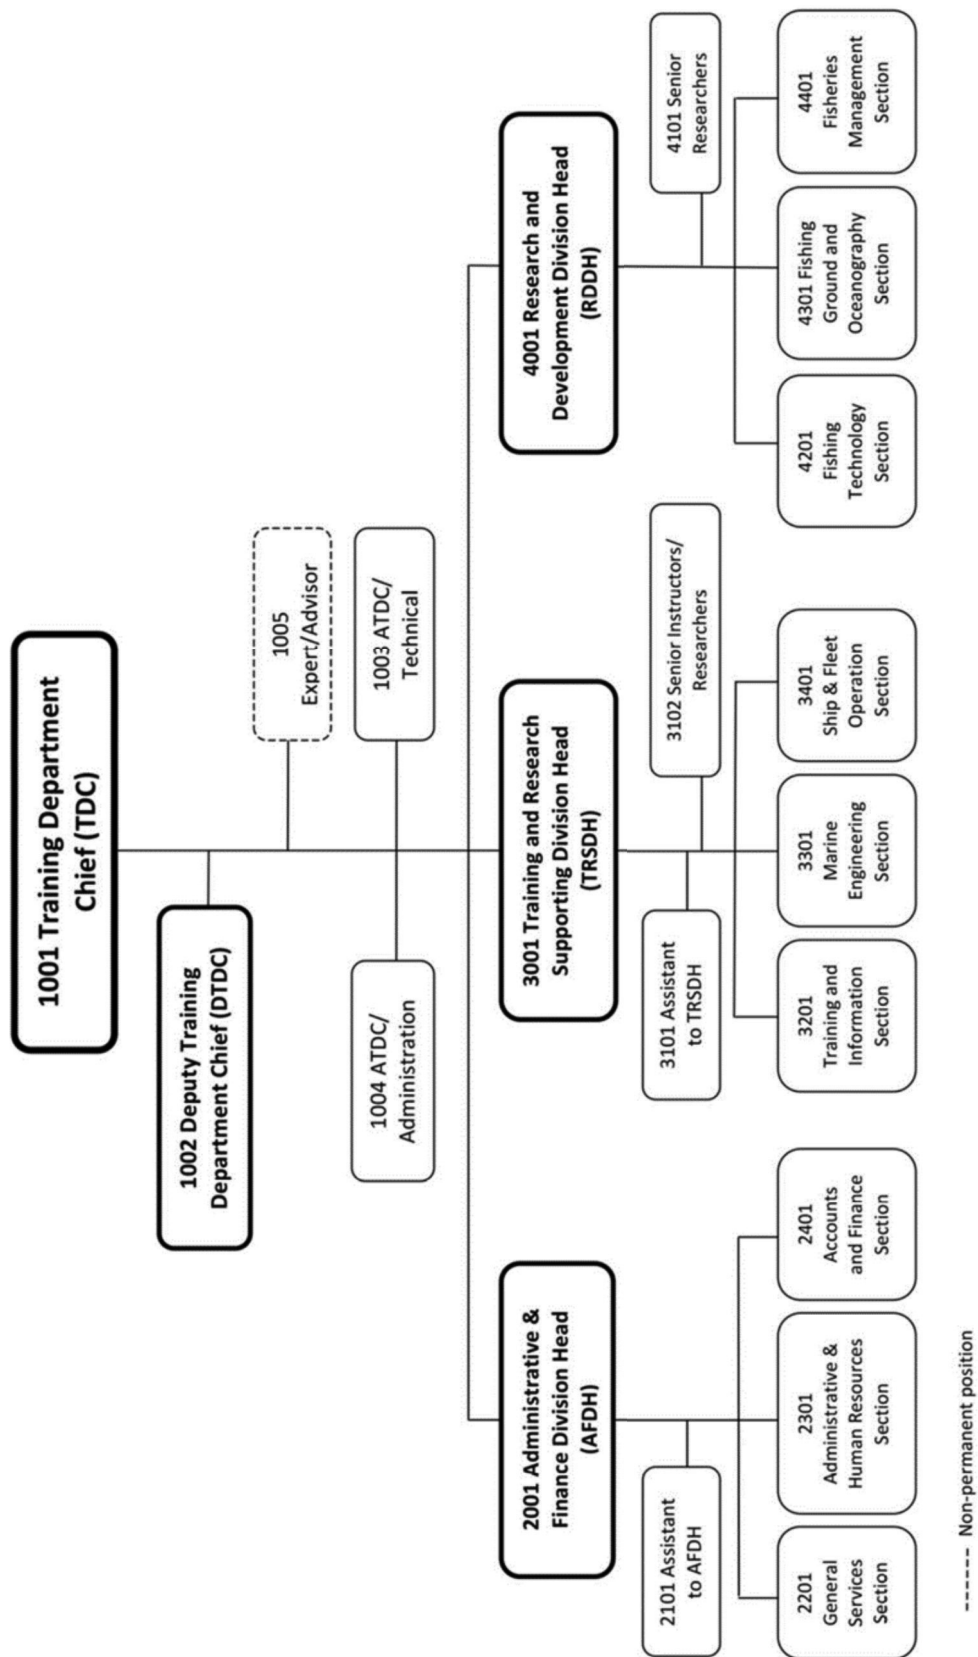 1001 Training Department
Chief (TDC)
1002 Deputy Training
Department Chief (DTDC)
1005
Expert/Advisor
1004 ATDC/
Administration
1003 ATDC/
Technical
2001 Administrative &
Finance Division Head
(AFDH)
3001 Training and Research
Supporting Division Head
(TRSDH)
4001 Research and
Development Division Head
(RDDH)
2101 Assistant
to AFDH
3101 Assistant
to TRSDH
3102 Senior Instructors/
Researchers
4101 Senior
Researchers
2201
General
Services
Section
2301
Administrative &
Human Resources
Section
2401
Accounts
and Finance
Section
3201
Training and
Information
Section
3301
Marine
Engineering
Section
3401
Ship & Fleet
Operation
Section
4201
Fishing
Technology
Section
4301 Fishing
Ground and
Oceanography
Section
4401
Fisheries
Management
Section
------ Non-permanent position